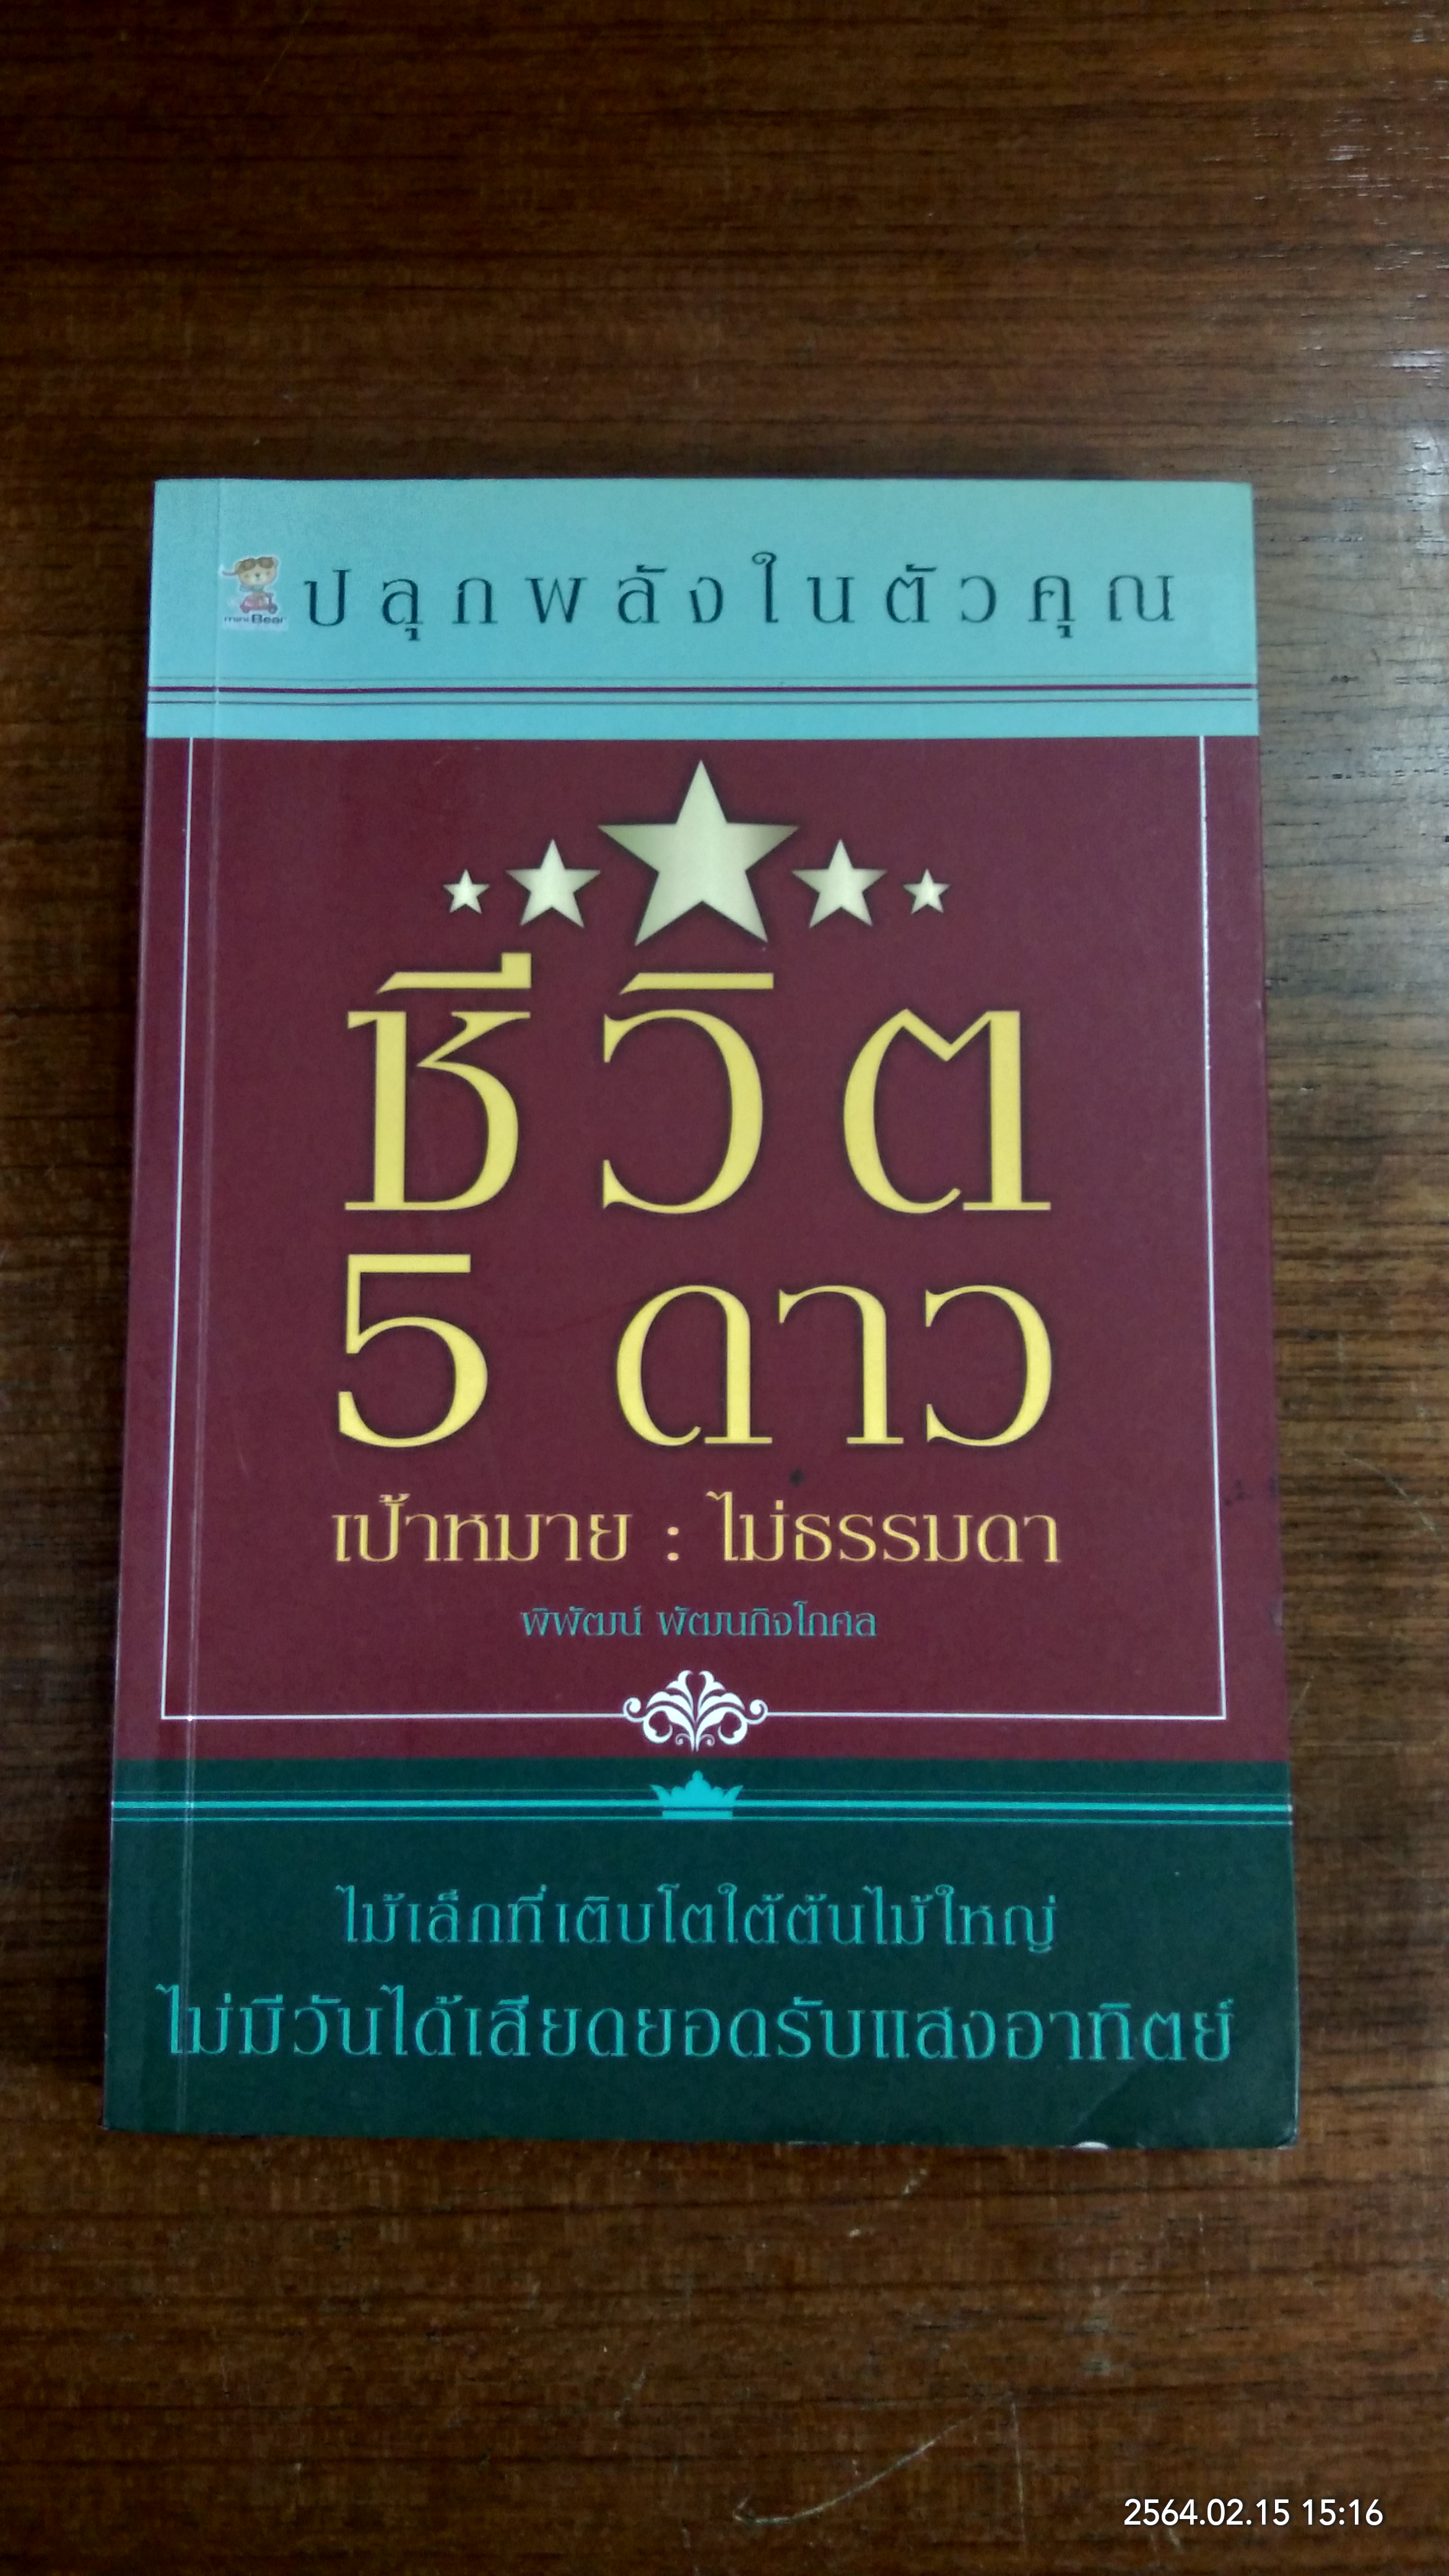 ปลุกพลังในตัวคุณ
mini Bear
ชีวิต
5 ดาว
เป้าหมาย : ไม่ธรรมดา
พิพัฒน์ พัฒนกิจโกศล
ไม้เล็กที่เติบโตใต้ต้นไม้ใหญ่
ไม่มีวันได้เสียดยอดรับแสงอาทิตย์
2564.02.15 15:16